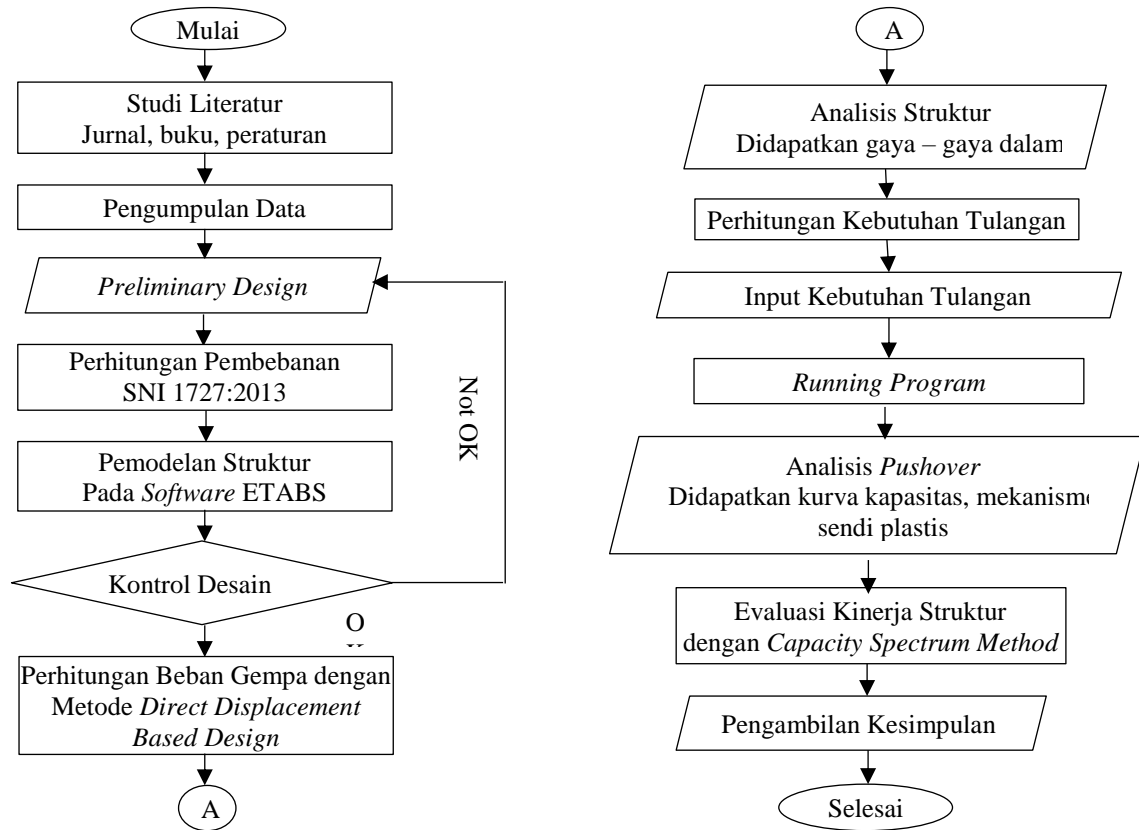 Mulai
Studi Literatur
Jurnal, buku, peraturan
Pengumpulan Data
Preliminary Design
Perhitungan Pembebanan
SNI 1727:2013
Pemodelan Struktur
Pada Software ETABS
Not OK
Kontrol Desain
O
Perhitungan Beban Gempa dengan
Metode Direct Displacement
Based Design
A
A
Analisis Struktur
Didapatkan gaya – gaya dalam
Perhitungan Kebutuhan Tulangan
Input Kebutuhan Tulangan
Running Program
Analisis Pushover
Didapatkan kurva kapasitas, mekanisme
sendi plastis
Evaluasi Kinerja Struktur
dengan Capacity Spectrum Method
Pengambilan Kesimpulan
Selesai